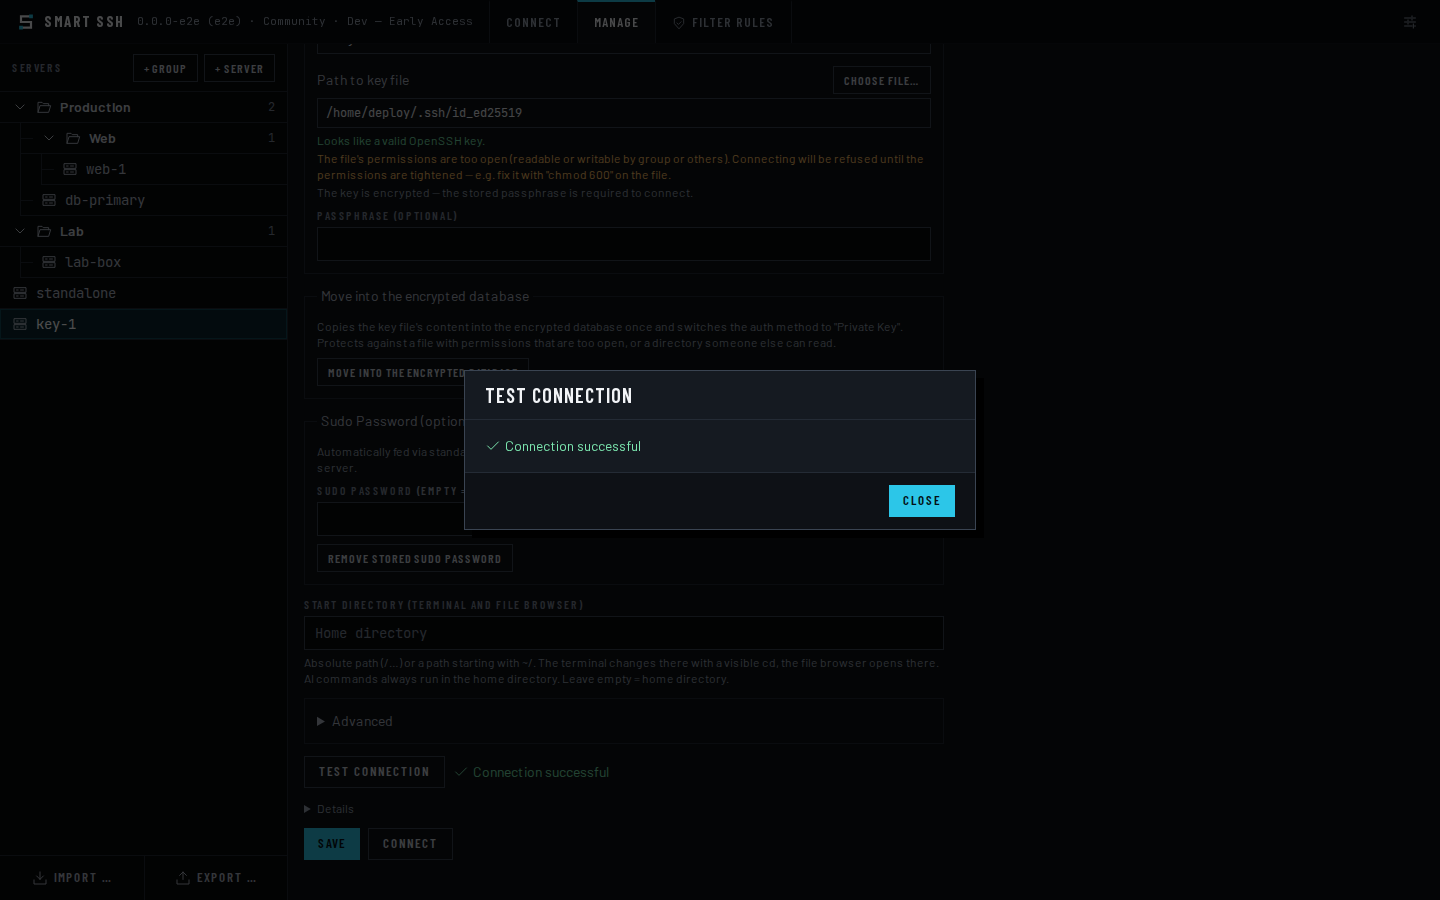 SMART SSH 0.0.0-e2e (e2e) · Community · Dev — Early Access CONNECT MANAGE FILTER RULES
SERVERS + GROUP + SERVER
Production 2
Web 1
web-1
db-primary
Lab 1
lab-box
standalone
key-1
IMPORT … EXPORT …
Path to key file CHOOSE FILE…
/home/deploy/.ssh/id_ed25519
Looks like a valid OpenSSH key.
The file's permissions are too open (readable or writable by group or others). Connecting will be refused until the
permissions are tightened — e.g. fix it with "chmod 600" on the file.
The key is encrypted — the stored passphrase is required to connect.
PASSPHRASE (OPTIONAL)
Move into the encrypted database
Copies the key file's content into the encrypted database once and switches the auth method to "Private Key".
Protects against a file with permissions that are too open, or a directory someone else can read.
MOVE INTO THE ENCRYPTED
TEST CONNECTION
Connection successful
CLOSE
Sudo Password (option
Automatically fed via standa
server.
SUDO PASSWORD (EMPTY =
REMOVE STORED SUDO PASSWORD
START DIRECTORY (TERMINAL AND FILE BROWSER)
Home directory
Absolute path (/...) or a path starting with ~/. The terminal changes there with a visible cd, the file browser opens there.
AI commands always run in the home directory. Leave empty = home directory.
Advanced
TEST CONNECTION Connection successful
Details
SAVE CONNECT